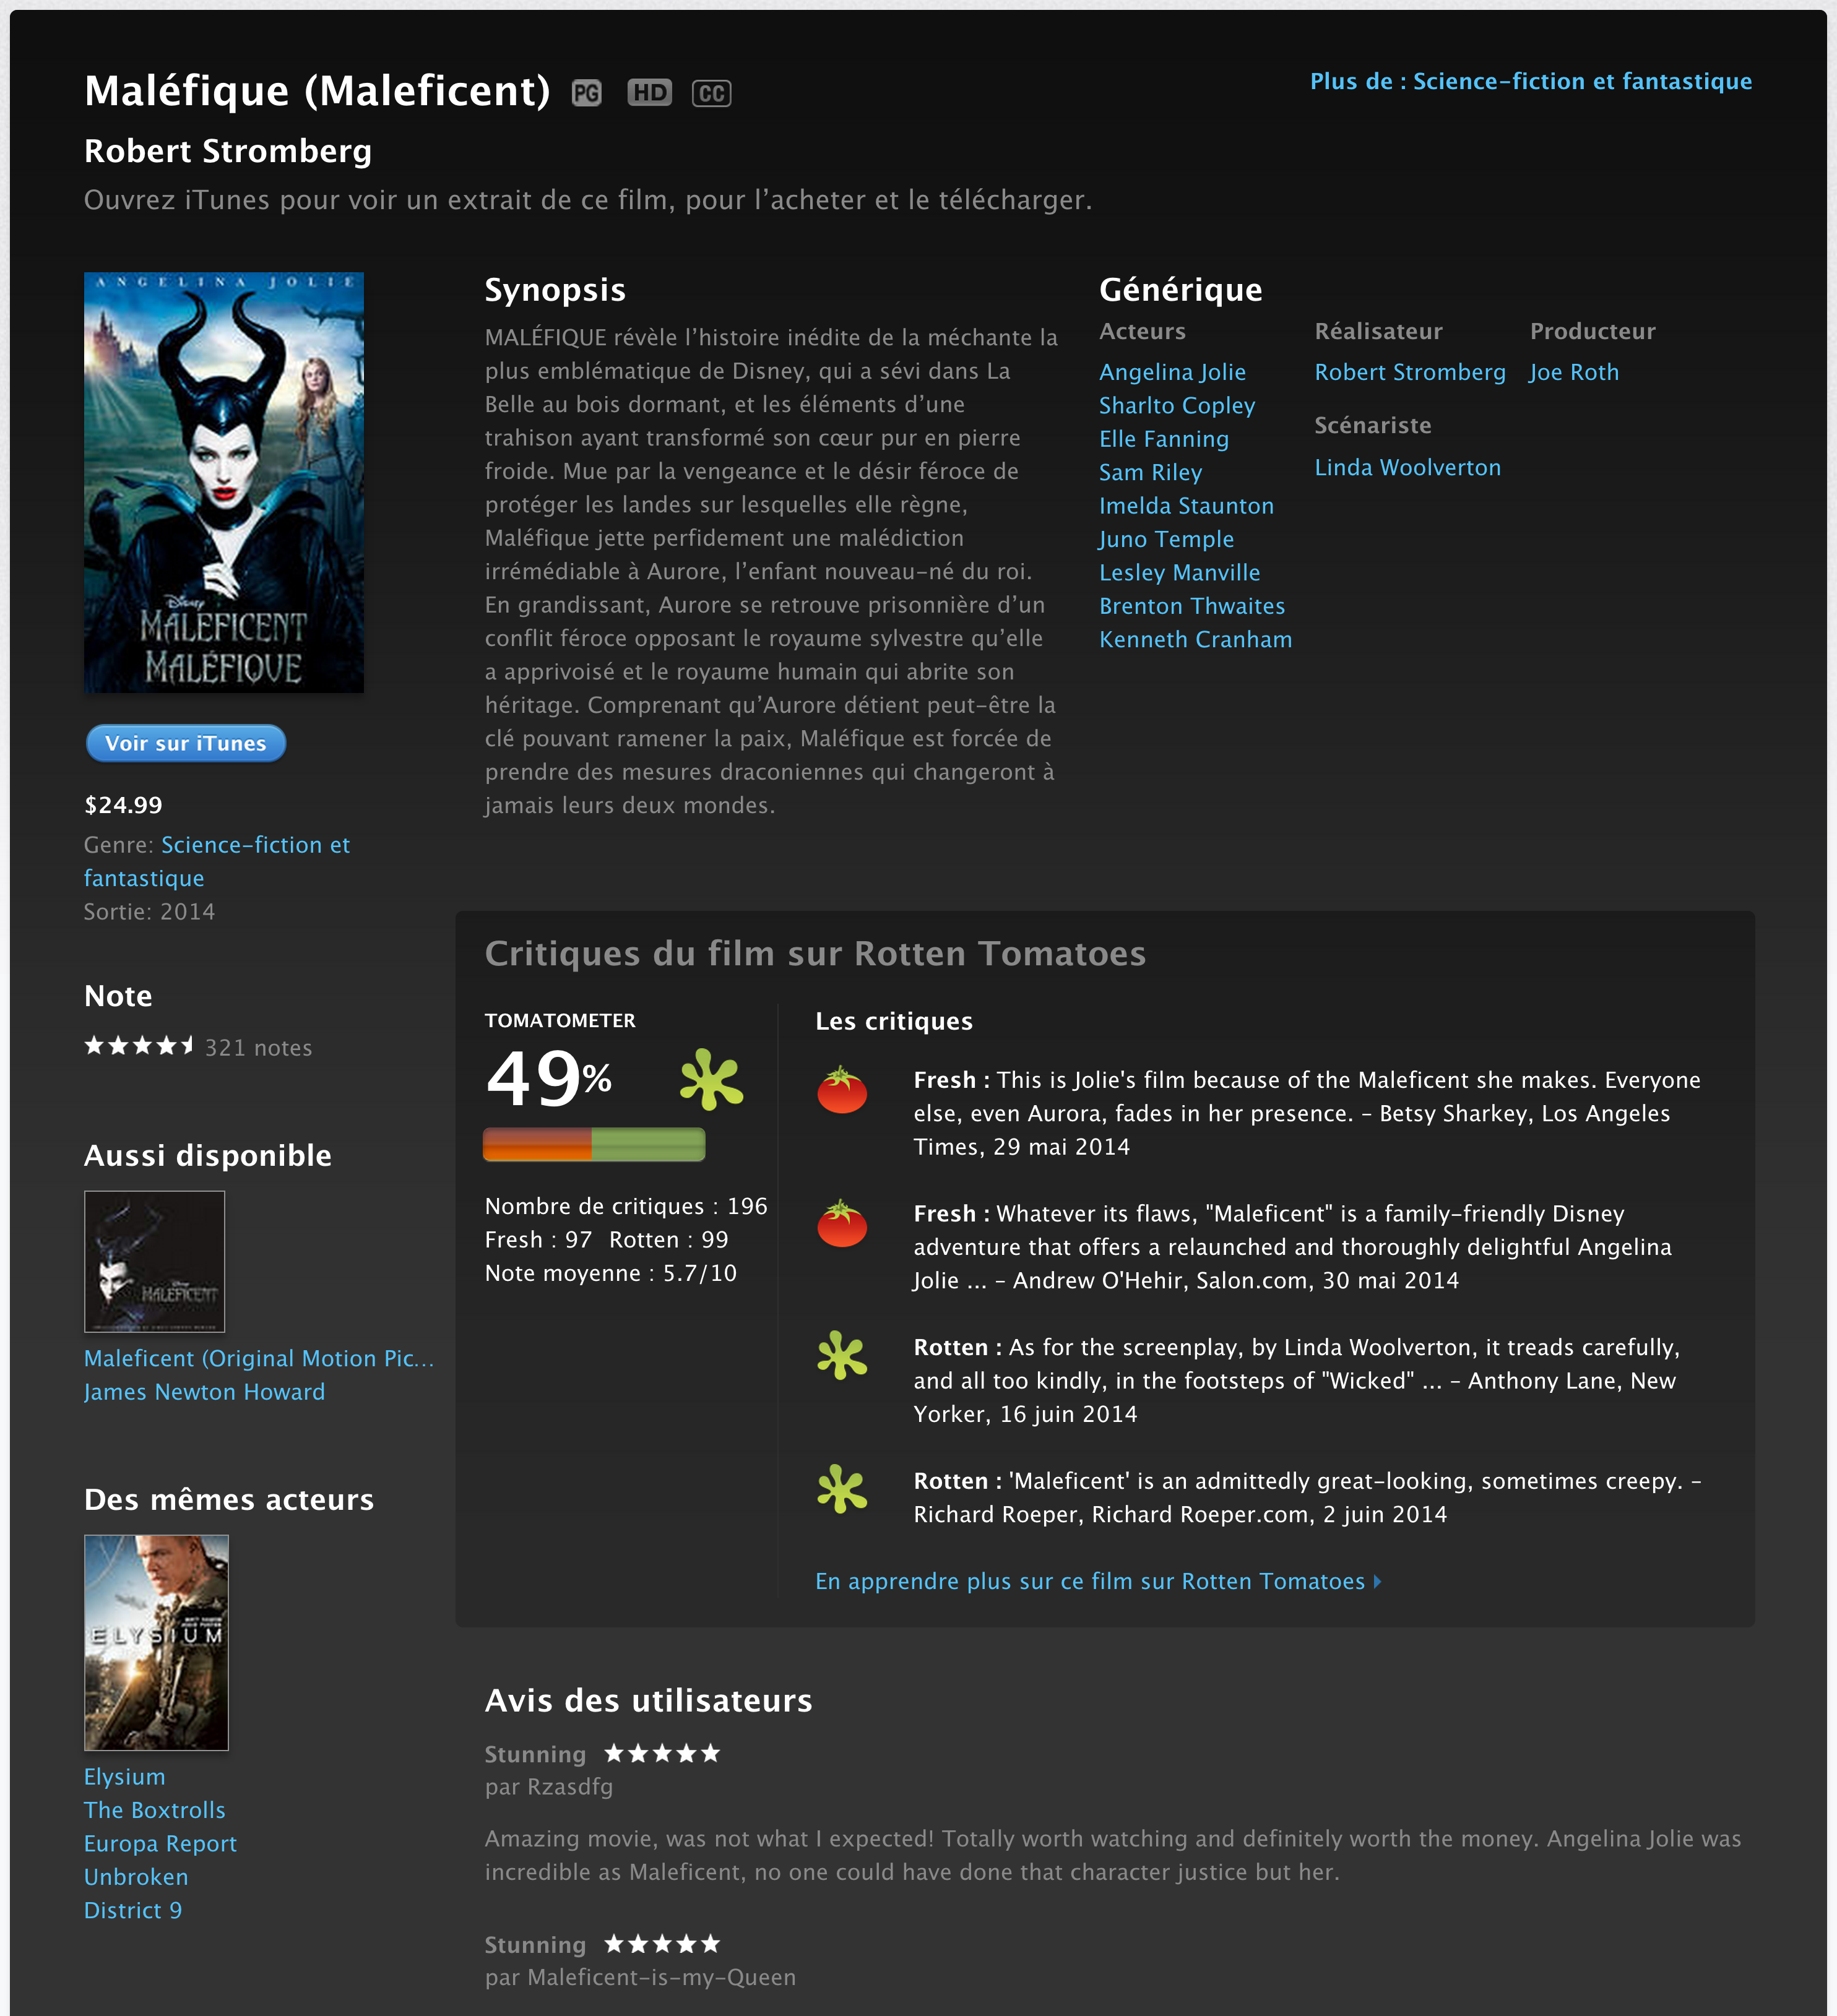 Maléfique (Maleficent) PG HD CC
Plus de : Science-fiction et fantastique
Robert Stromberg
Ouvrez iTunes pour voir un extrait de ce film, pour l’acheter et le télécharger.
ANGELINA JOLIE
Disney
MALEFICENT
MALÉFIQUE
Voir sur iTunes
$24.99
Genre: Science-fiction et
fantastique
Sortie: 2014
Note
321 notes
Aussi disponible
Disney
MALEFICENT
Maleficent (Original Motion Pic...
James Newton Howard
Des mêmes acteurs
MATT DAMON
JODIE FOSTER
ELYSIUM
Elysium
The Boxtrolls
Europa Report
Unbroken
District 9
Synopsis
MALÉFIQUE révèle l’histoire inédite de la méchante la
plus emblématique de Disney, qui a sévi dans La
Belle au bois dormant, et les éléments d’une
trahison ayant transformé son cœur pur en pierre
froide. Mue par la vengeance et le désir féroce de
protéger les landes sur lesquelles elle règne,
Maléfique jette perfidement une malédiction
irrémédiable à Aurore, l’enfant nouveau-né du roi.
En grandissant, Aurore se retrouve prisonnière d’un
conflit féroce opposant le royaume sylvestre qu’elle
a apprivoisé et le royaume humain qui abrite son
héritage. Comprenant qu’Aurore détient peut-être la
clé pouvant ramener la paix, Maléfique est forcée de
prendre des mesures draconiennes qui changeront à
jamais leurs deux mondes.
Générique
Acteurs
Angelina Jolie
Sharlto Copley
Elle Fanning
Sam Riley
Imelda Staunton
Juno Temple
Lesley Manville
Brenton Thwaites
Kenneth Cranham
Réalisateur
Robert Stromberg
Scénariste
Linda Woolverton
Producteur
Joe Roth
Critiques du film sur Rotten Tomatoes
TOMATOMETER
49%
Nombre de critiques : 196
Fresh : 97 Rotten : 99
Note moyenne : 5.7/10
Les critiques
Fresh : This is Jolie's film because of the Maleficent she makes. Everyone
else, even Aurora, fades in her presence. – Betsy Sharkey, Los Angeles
Times, 29 mai 2014
Fresh : Whatever its flaws, "Maleficent" is a family-friendly Disney
adventure that offers a relaunched and thoroughly delightful Angelina
Jolie ... – Andrew O'Hehir, Salon.com, 30 mai 2014
Rotten : As for the screenplay, by Linda Woolverton, it treads carefully,
and all too kindly, in the footsteps of "Wicked" ... – Anthony Lane, New
Yorker, 16 juin 2014
Rotten : 'Maleficent' is an admittedly great-looking, sometimes creepy. –
Richard Roeper, Richard Roeper.com, 2 juin 2014
En apprendre plus sur ce film sur Rotten Tomatoes
Avis des utilisateurs
Stunning
par Rzasdfg
Amazing movie, was not what I expected! Totally worth watching and definitely worth the money. Angelina Jolie was
incredible as Maleficent, no one could have done that character justice but her.
Stunning
par Maleficent-is-my-Queen